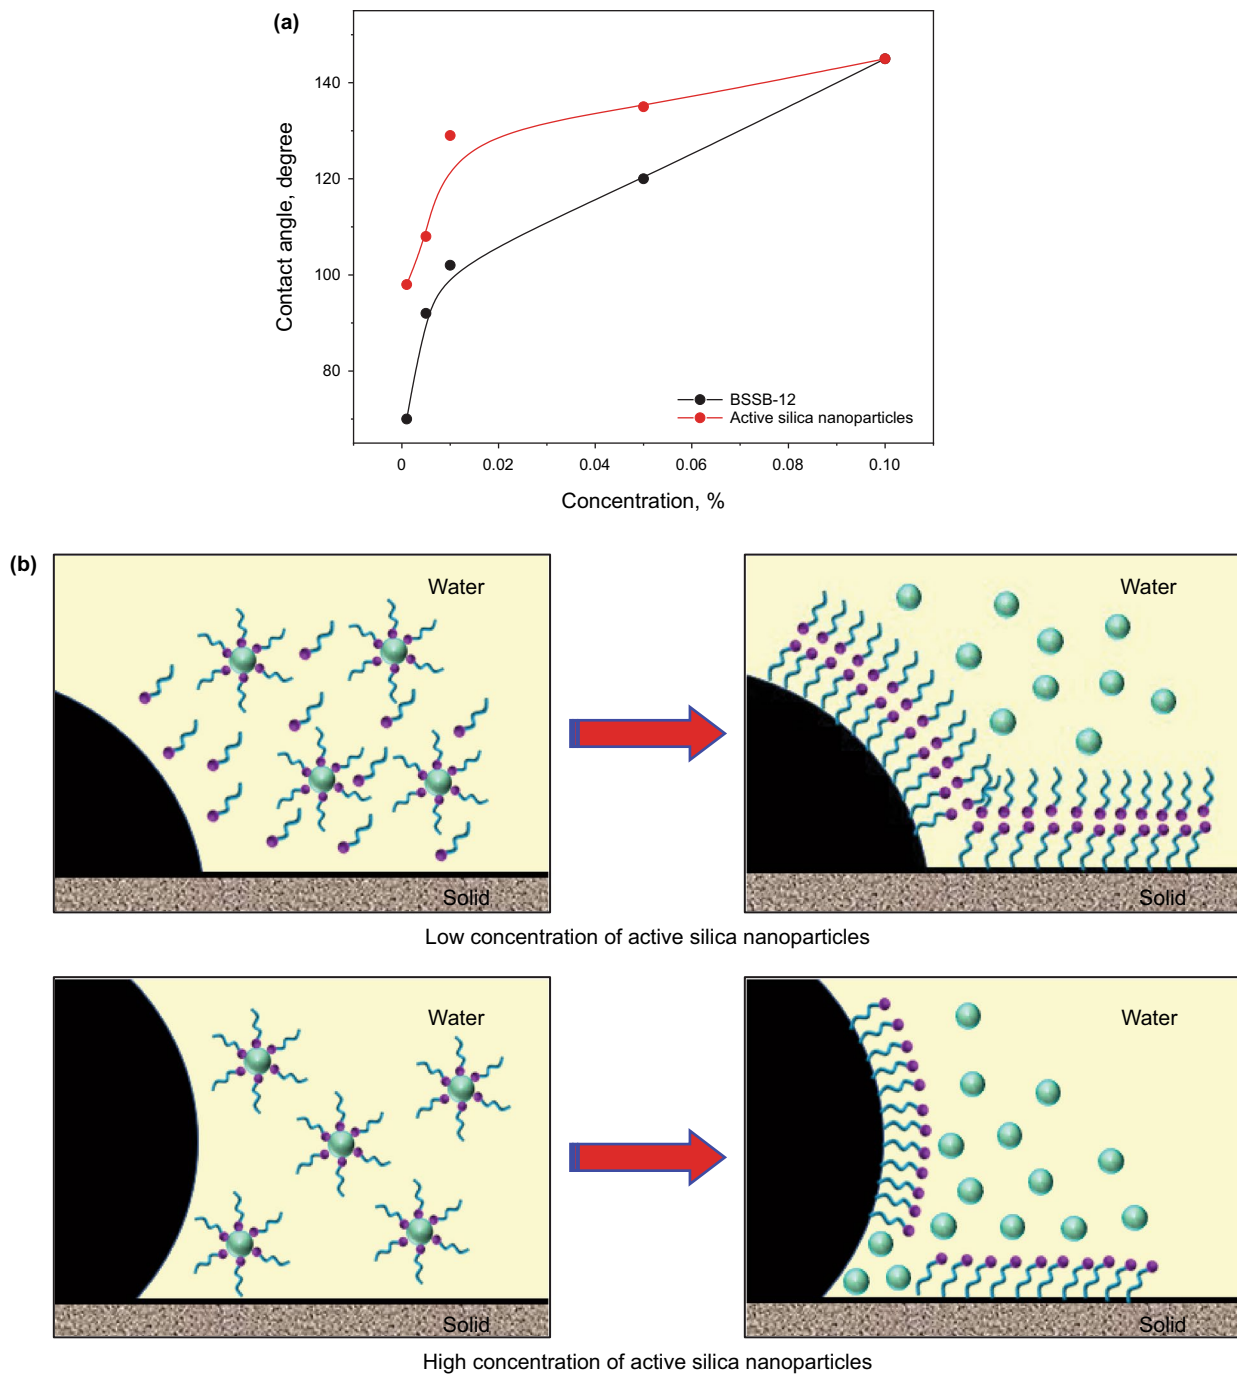 (a)
140
120
100
80
Contact angle, degree
BSSB-12
Active silica nanoparticles
0 0.02 0.04 0.06 0.08 0.10
Concentration, %
(b)
Water
Solid
Water
Solid
Low concentration of active silica nanoparticles
Water
Solid
Water
Solid
High concentration of active silica nanoparticles